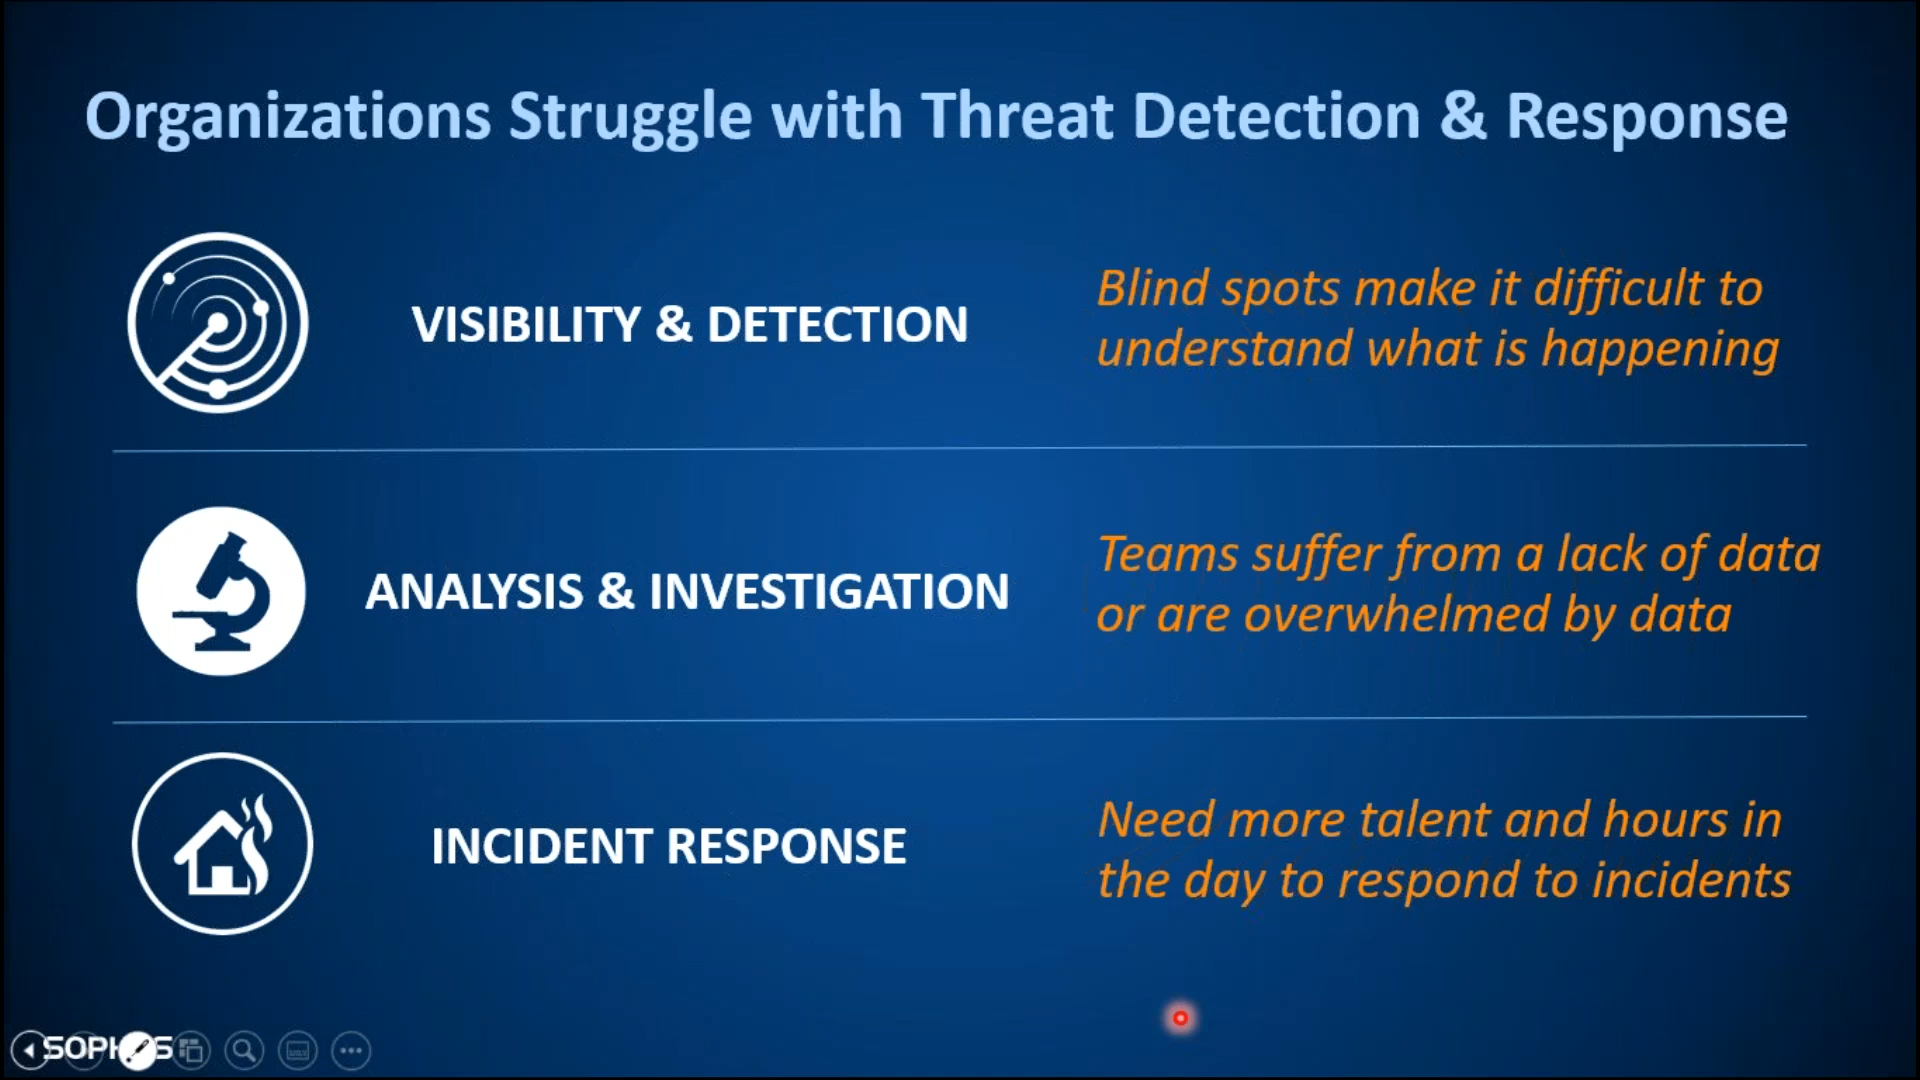 Organizations Struggle with Threat Detection & Response
VISIBILITY & DETECTION
Blind spots make it difficult to
understand what is happening
ANALYSIS & INVESTIGATION
Teams suffer from a lack of data
or are overwhelmed by data
INCIDENT RESPONSE
Need more talent and hours in
the day to respond to incidents
SOPHOS